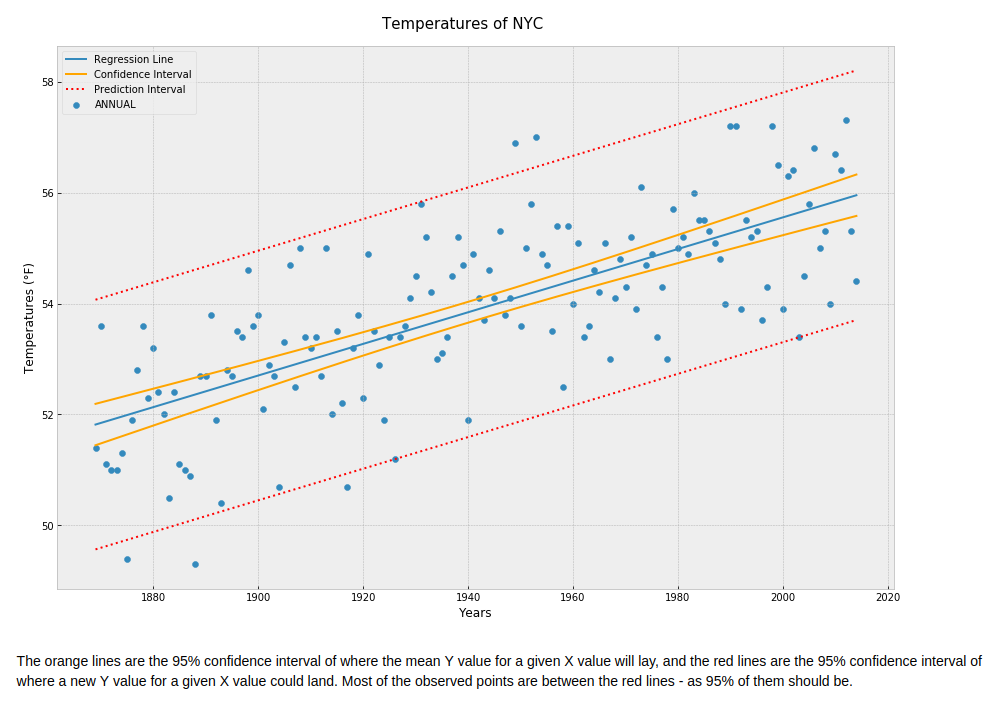 Temperatures of NYC
Regression Line
Confidence Interval
Prediction Interval
ANNUAL
58
56
54
52
50
Temperatures (°F)
1880 1900 1920 1940 1960 1980 2000 2020
Years
The orange lines are the 95% confidence interval of where the mean Y value for a given X value will lay, and the red lines are the 95% confidence interval of
where a new Y value for a given X value could land. Most of the observed points are between the red lines - as 95% of them should be.